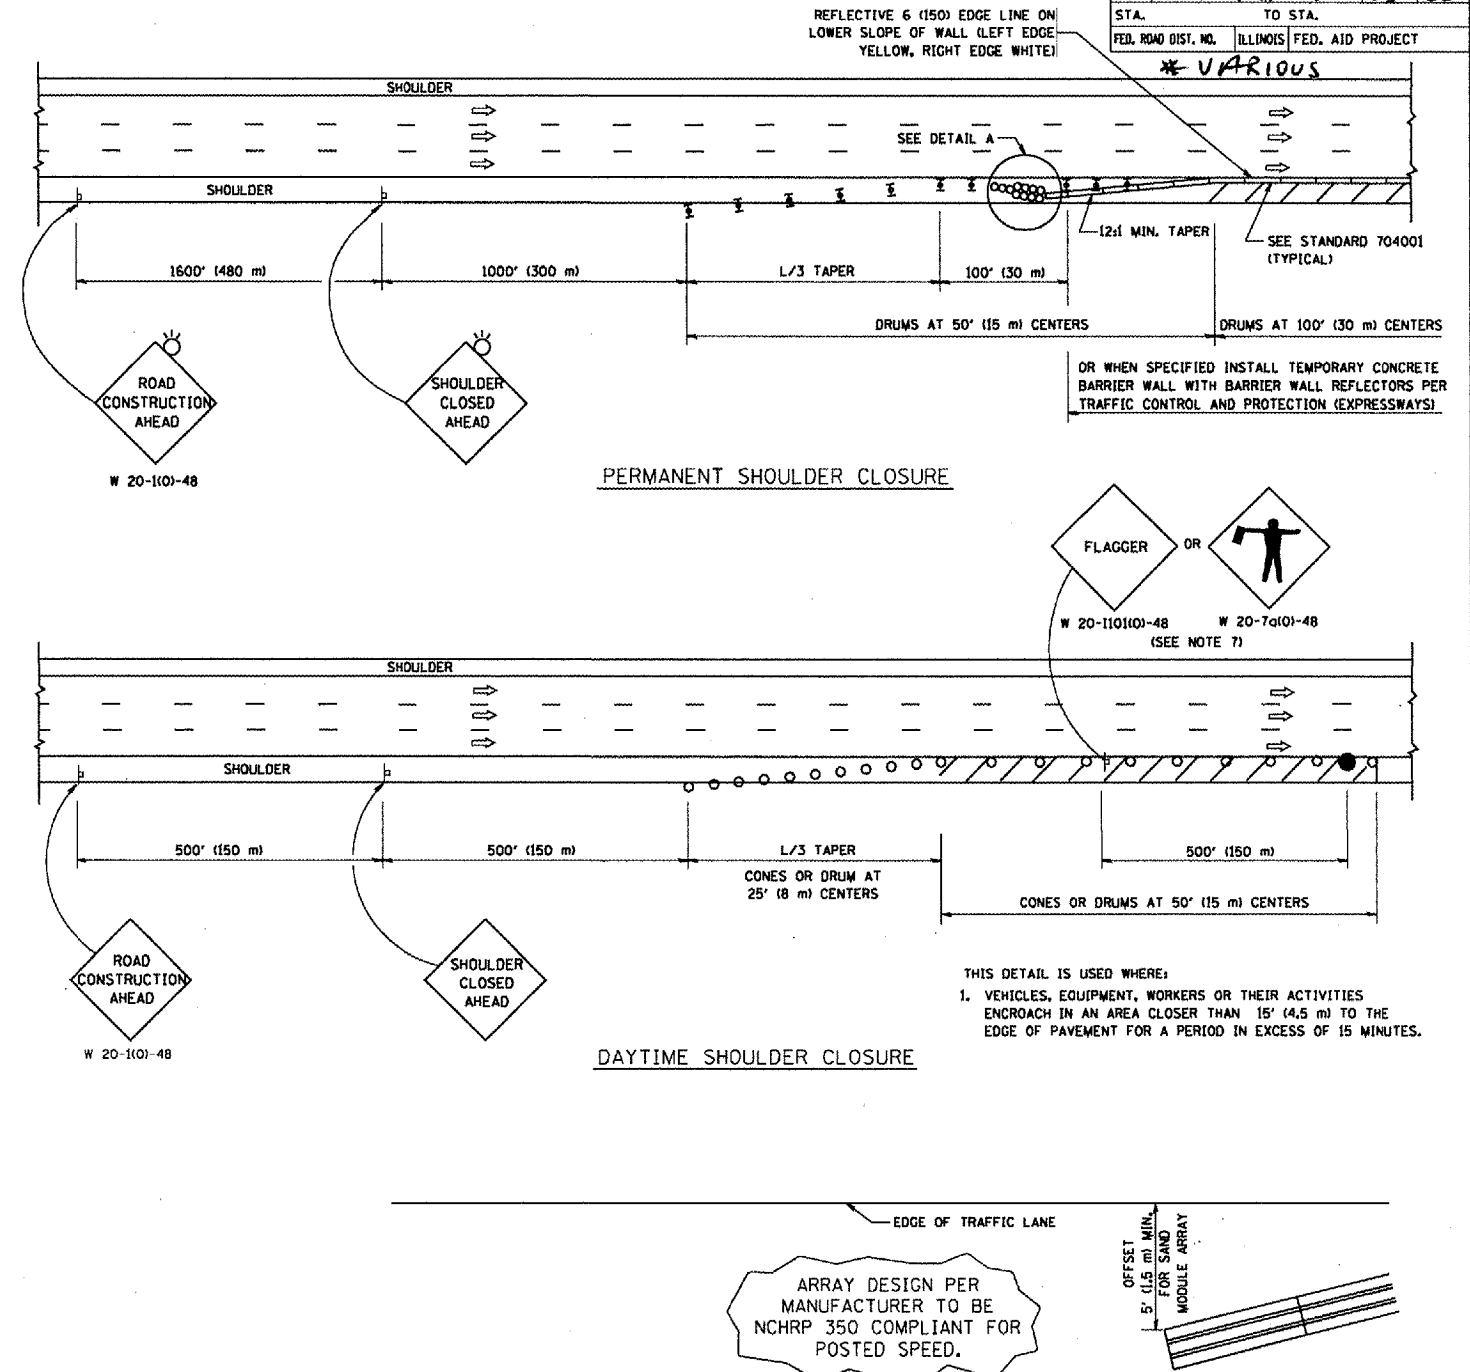 REFLECTIVE 6 (150) EDGE LINE ON
LOWER SLOPE OF WALL (LEFT EDGE
YELLOW, RIGHT EDGE WHITE)
STA. TO STA.
FED. ROAD DIST. NO. ILLINOIS FED. AID PROJECT
* VARIOUS
SHOULDER
SEE DETAIL A
SHOULDER
12:1 MIN. TAPER
SEE STANDARD 704001
(TYPICAL)
1600' (480 m)
1000' (300 m)
L/3 TAPER
100' (30 m)
DRUMS AT 50' (15 m) CENTERS
DRUMS AT 100' (30 m) CENTERS
OR WHEN SPECIFIED INSTALL TEMPORARY CONCRETE
BARRIER WALL WITH BARRIER WALL REFLECTORS PER
TRAFFIC CONTROL AND PROTECTION (EXPRESSWAYS)
ROAD
CONSTRUCTION
AHEAD
W 20-1(O)-48
SHOULDER
CLOSED
AHEAD
PERMANENT SHOULDER CLOSURE
FLAGGER
OR
W 20-I101(O)-48
W 20-7a(O)-48
(SEE NOTE 7)
SHOULDER
SHOULDER
500' (150 m)
500' (150 m)
L/3 TAPER
CONES OR DRUM AT
25' (8 m) CENTERS
500' (150 m)
CONES OR DRUMS AT 50' (15 m) CENTERS
ROAD
CONSTRUCTION
AHEAD
W 20-1(O)-48
SHOULDER
CLOSED
AHEAD
THIS DETAIL IS USED WHERE:
1. VEHICLES, EQUIPMENT, WORKERS OR THEIR ACTIVITIES
ENCROACH IN AN AREA CLOSER THAN 15' (4.5 m) TO THE
EDGE OF PAVEMENT FOR A PERIOD IN EXCESS OF 15 MINUTES.
DAYTIME SHOULDER CLOSURE
EDGE OF TRAFFIC LANE
OFFSET
5' (1.5 m) MIN.
FOR SAND
MODULE ARRAY
ARRAY DESIGN PER
MANUFACTURER TO BE
NCHRP 350 COMPLIANT FOR
POSTED SPEED.